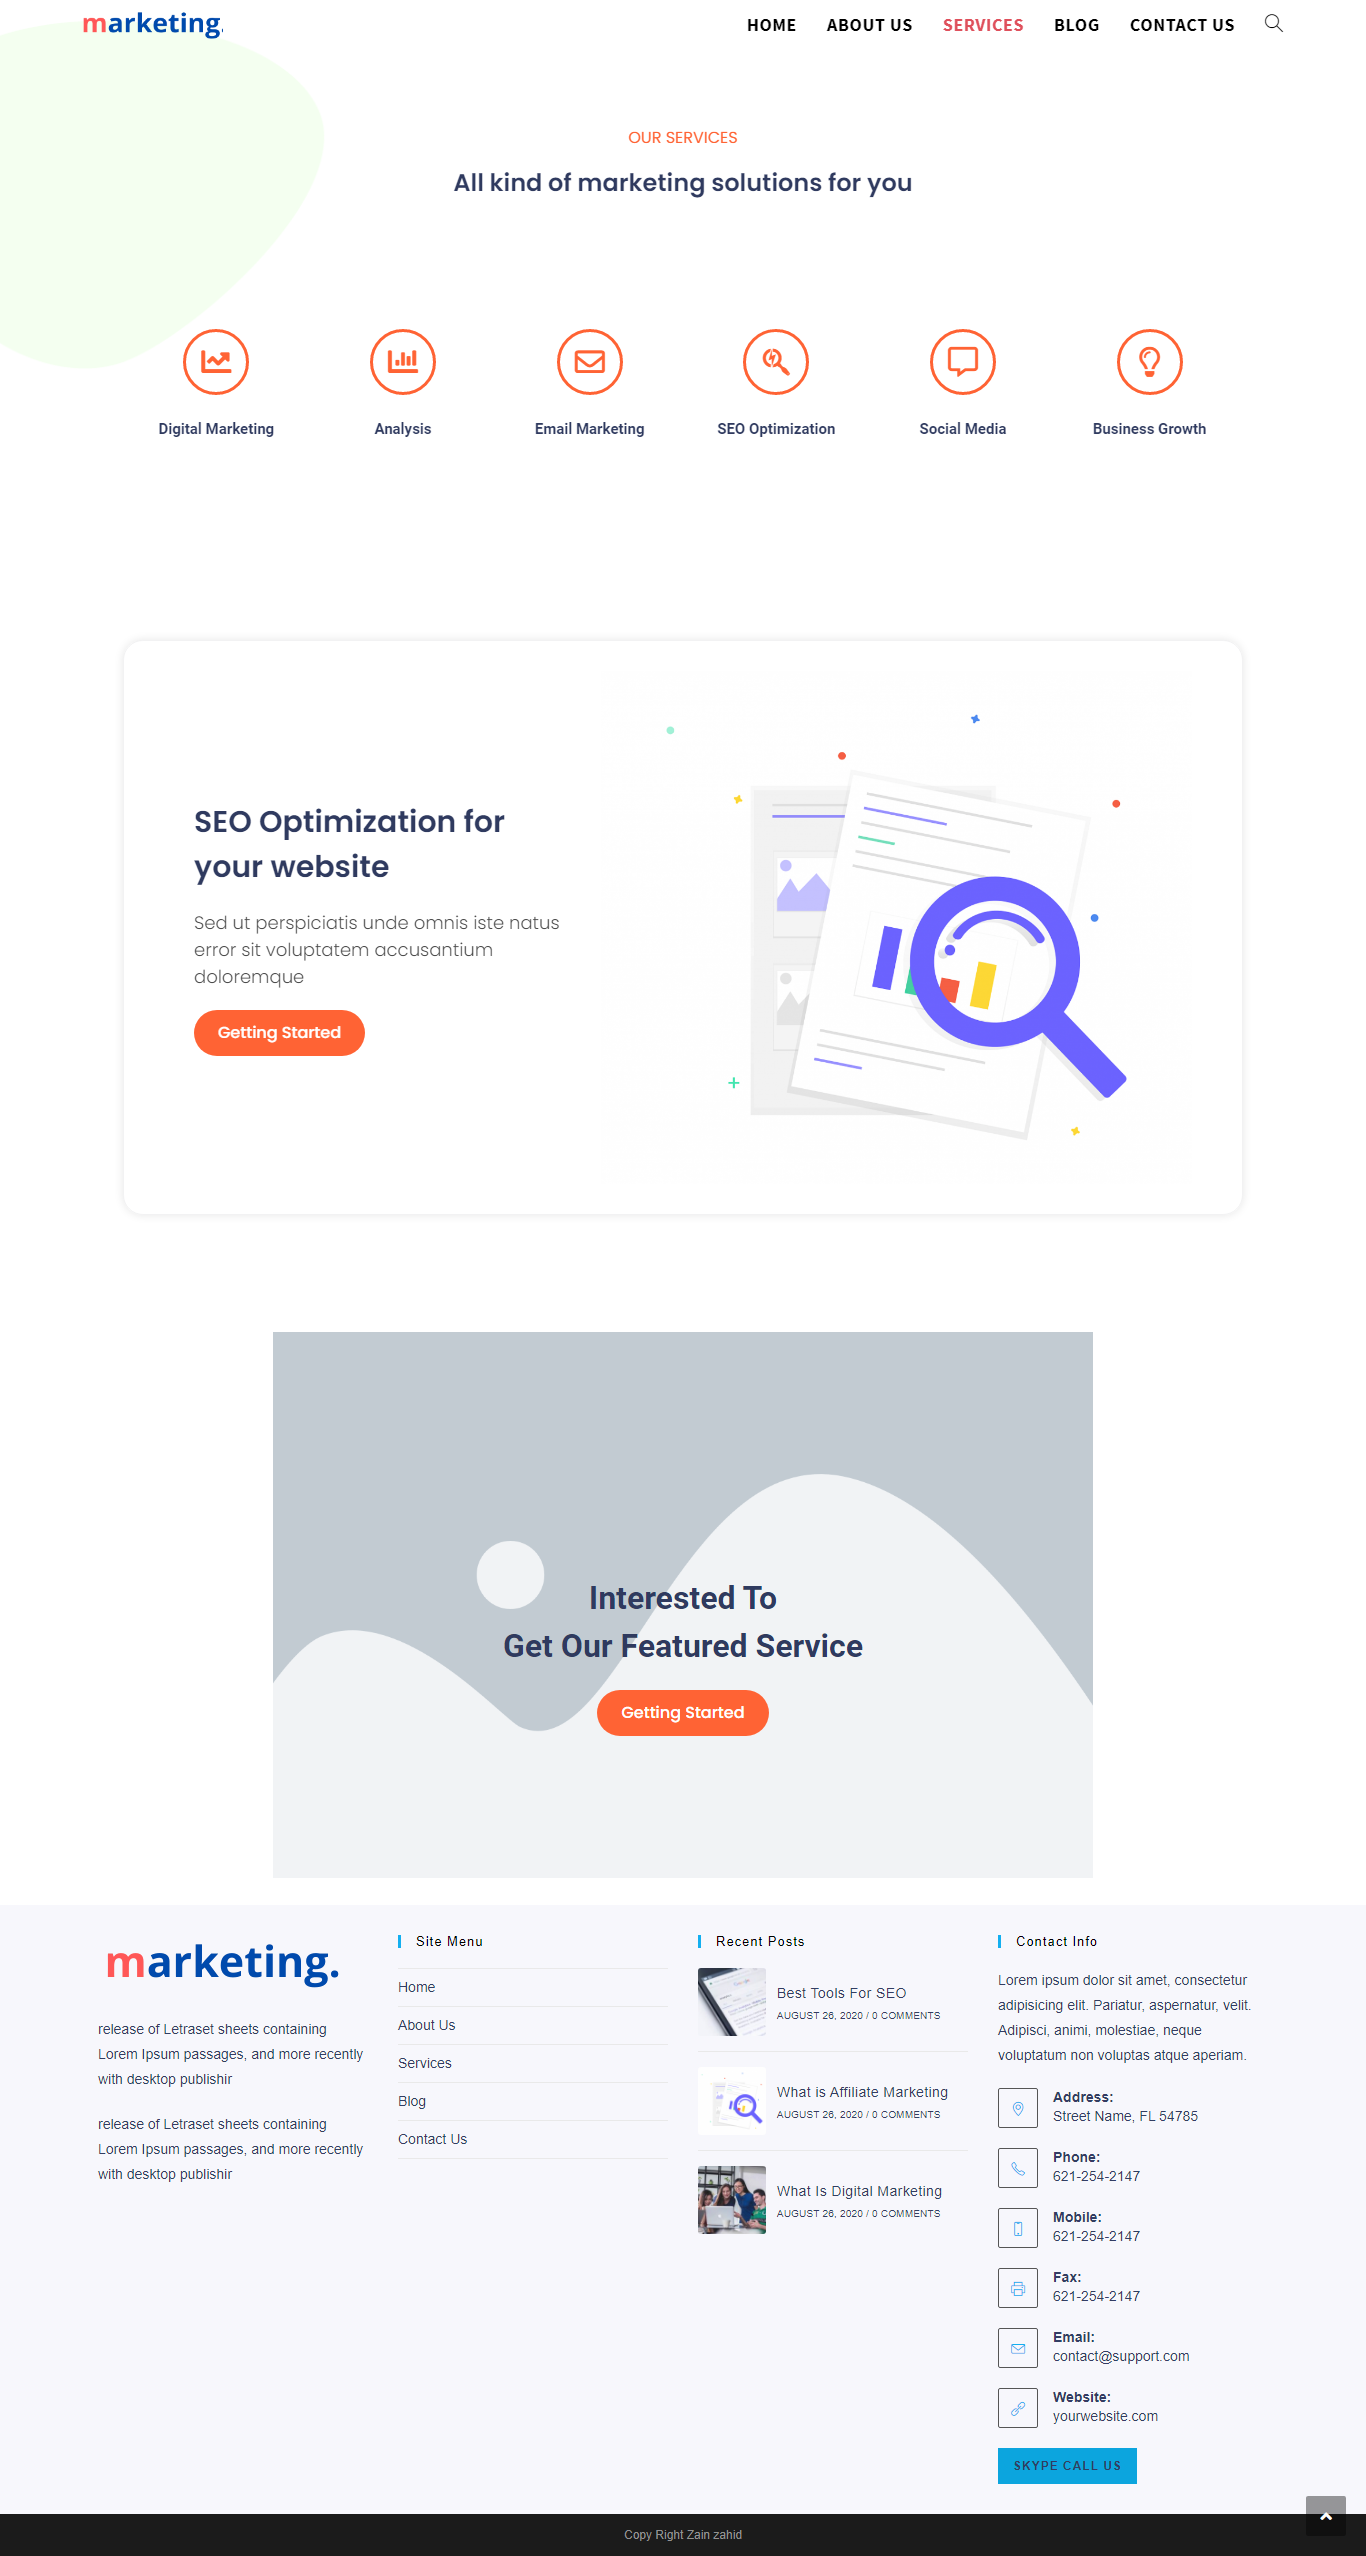 marketing.
HOME ABOUT US SERVICES BLOG CONTACT US
OUR SERVICES
All kind of marketing solutions for you
Digital Marketing
Analysis
Email Marketing
SEO Optimization
Social Media
Business Growth
SEO Optimization for
your website
Sed ut perspiciatis unde omnis iste natus
error sit voluptatem accusantium
doloremque
Getting Started
Interested To
Get Our Featured Service
Getting Started
marketing.
release of Letraset sheets containing
Lorem Ipsum passages, and more recently
with desktop publishir
release of Letraset sheets containing
Lorem Ipsum passages, and more recently
with desktop publishir
Site Menu
Home
About Us
Services
Blog
Contact Us
Recent Posts
Best Tools For SEO
AUGUST 26, 2020 / 0 COMMENTS
What is Affiliate Marketing
AUGUST 26, 2020 / 0 COMMENTS
What Is Digital Marketing
AUGUST 26, 2020 / 0 COMMENTS
Contact Info
Lorem ipsum dolor sit amet, consectetur
adipisicing elit. Pariatur, aspernatur, velit.
Adipisci, animi, molestiae, neque
voluptatum non voluptas atque aperiam.
Address:
Street Name, FL 54785
Phone:
621-254-2147
Mobile:
621-254-2147
Fax:
621-254-2147
Email:
contact@support.com
Website:
yourwebsite.com
SKYPE CALL US
Copy Right Zain zahid